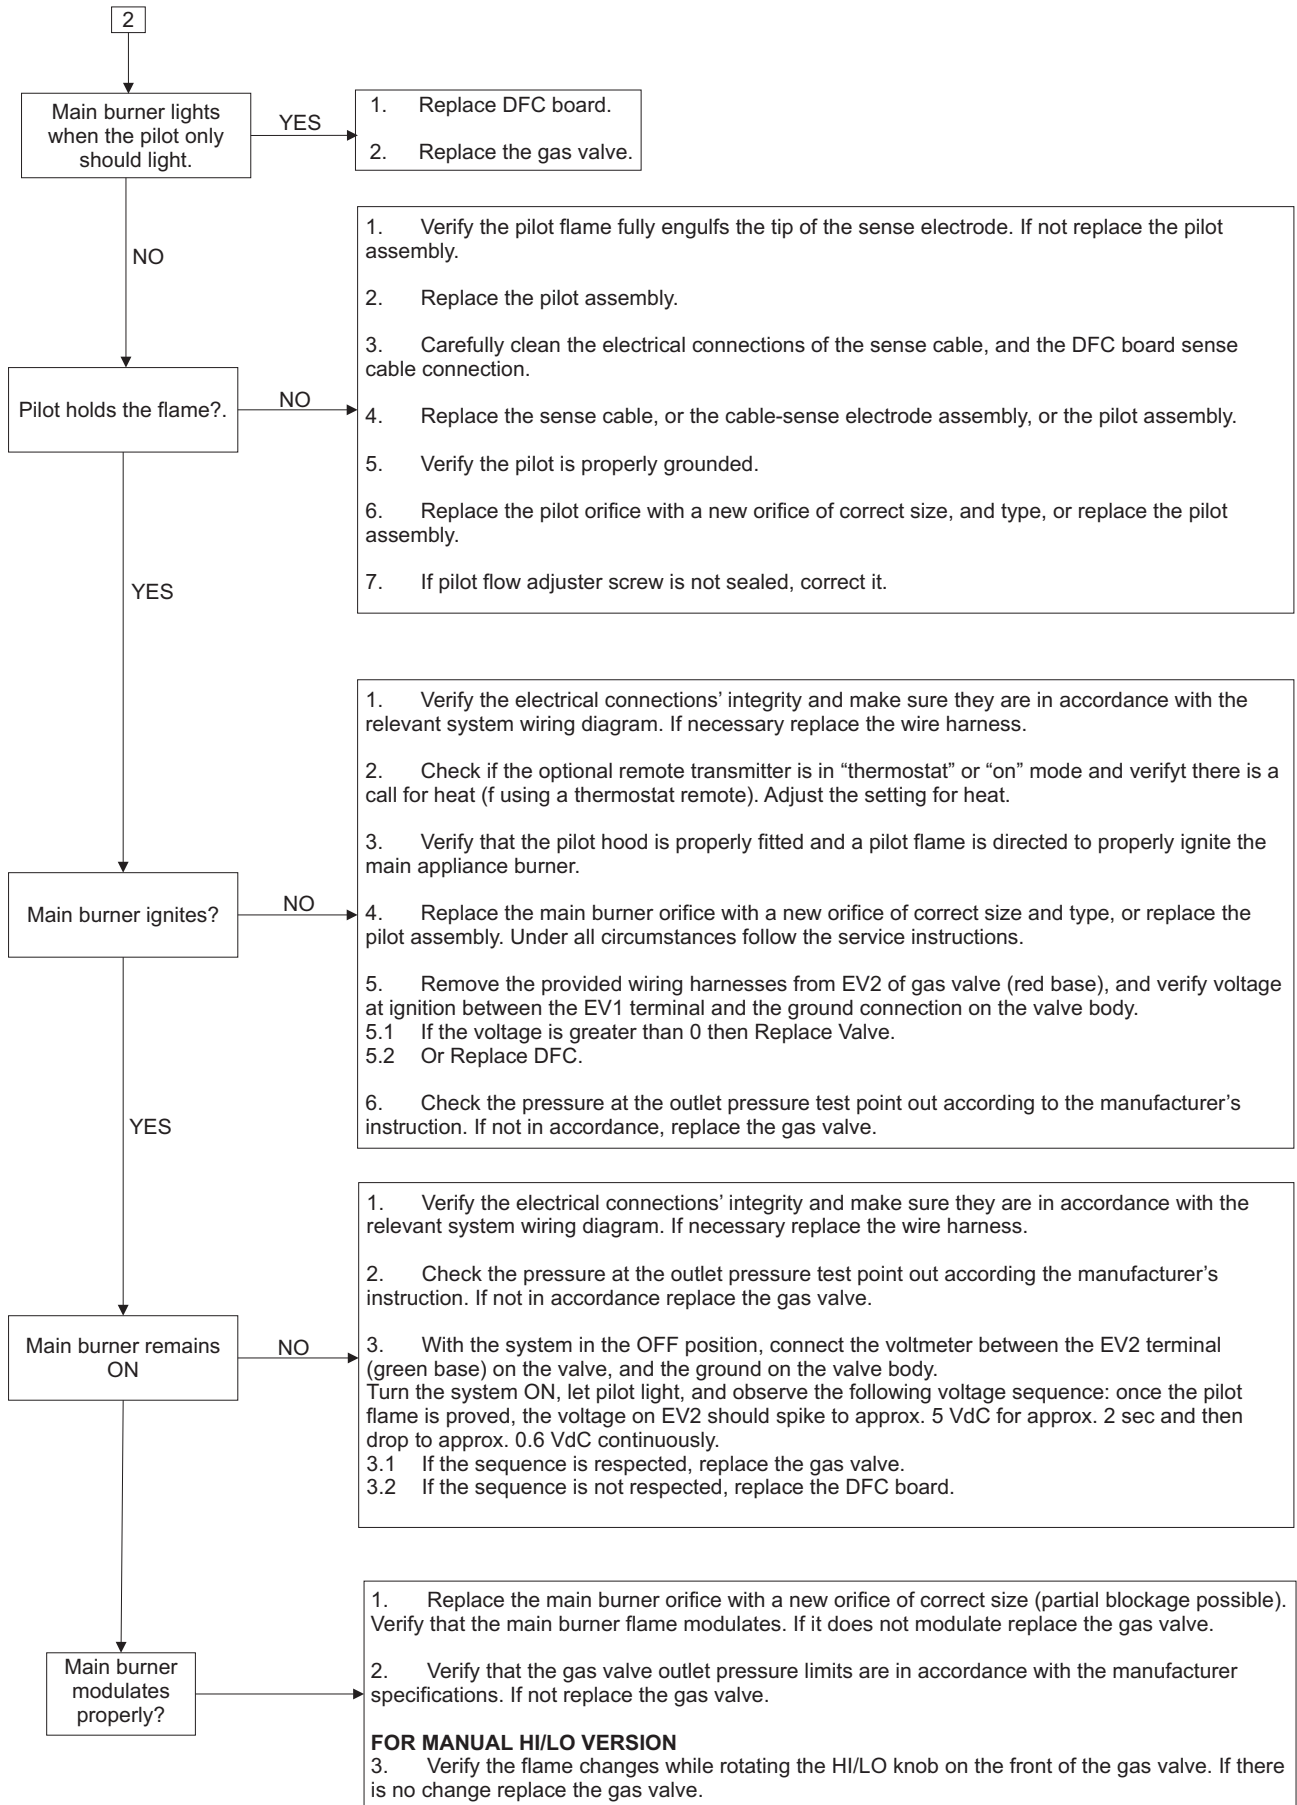 2
Main burner lights
when the pilot only
should light.
YES
1. Replace DFC board.
2. Replace the gas valve.
NO
1. Verify the pilot flame fully engulfs the tip of the sense electrode. If not replace the pilot
assembly.
2. Replace the pilot assembly.
3. Carefully clean the electrical connections of the sense cable, and the DFC board sense
cable connection.
4. Replace the sense cable, or the cable-sense electrode assembly, or the pilot assembly.
5. Verify the pilot is properly grounded.
6. Replace the pilot orifice with a new orifice of correct size, and type, or replace the pilot
assembly.
7. If pilot flow adjuster screw is not sealed, correct it.
Pilot holds the flame?.
NO
YES
1. Verify the electrical connections’ integrity and make sure they are in accordance with the
relevant system wiring diagram. If necessary replace the wire harness.
2. Check if the optional remote transmitter is in “thermostat” or “on” mode and verifyt there is a
call for heat (f using a thermostat remote). Adjust the setting for heat.
3. Verify that the pilot hood is properly fitted and a pilot flame is directed to properly ignite the
main appliance burner.
4. Replace the main burner orifice with a new orifice of correct size and type, or replace the
pilot assembly. Under all circumstances follow the service instructions.
5. Remove the provided wiring harnesses from EV2 of gas valve (red base), and verify voltage
at ignition between the EV1 terminal and the ground connection on the valve body.
5.1 If the voltage is greater than 0 then Replace Valve.
5.2 Or Replace DFC.
6. Check the pressure at the outlet pressure test point out according to the manufacturer’s
instruction. If not in accordance, replace the gas valve.
Main burner ignites?
NO
YES
1. Verify the electrical connections’ integrity and make sure they are in accordance with the
relevant system wiring diagram. If necessary replace the wire harness.
2. Check the pressure at the outlet pressure test point out according the manufacturer’s
instruction. If not in accordance replace the gas valve.
3. With the system in the OFF position, connect the voltmeter between the EV2 terminal
(green base) on the valve, and the ground on the valve body.
Turn the system ON, let pilot light, and observe the following voltage sequence: once the pilot
flame is proved, the voltage on EV2 should spike to approx. 5 VdC for approx. 2 sec and then
drop to approx. 0.6 VdC continuously.
3.1 If the sequence is respected, replace the gas valve.
3.2 If the sequence is not respected, replace the DFC board.
Main burner remains
ON
NO
1. Replace the main burner orifice with a new orifice of correct size (partial blockage possible).
Verify that the main burner flame modulates. If it does not modulate replace the gas valve.
2. Verify that the gas valve outlet pressure limits are in accordance with the manufacturer
specifications. If not replace the gas valve.
FOR MANUAL HI/LO VERSION
3. Verify the flame changes while rotating the HI/LO knob on the front of the gas valve. If there
is no change replace the gas valve.
Main burner
modulates
properly?